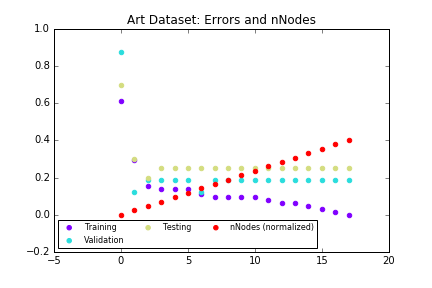 Art Dataset: Errors and nNodes
1.0
0.8
0.6
0.4
0.2
0.0
−0.2
−5 0 5 10 15 20
Training Testing nNodes (normalized)
Validation